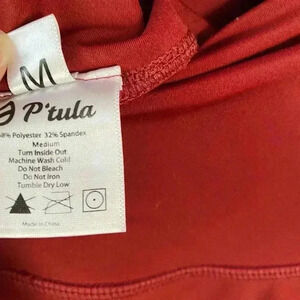 M
P'tula
68% Polyester 32% Spandex
Medium
Turn Inside Out
Machine Wash Cold
Do Not Bleach
Do Not Iron
Tumble Dry Low
Made in China